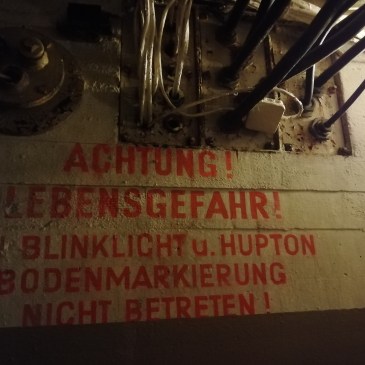 ACHTUNG!
LEBENSGEFAHR!
BLINKLICHT u. HUPTON
BODENMARKIERUNG
NICHT BETRETEN!